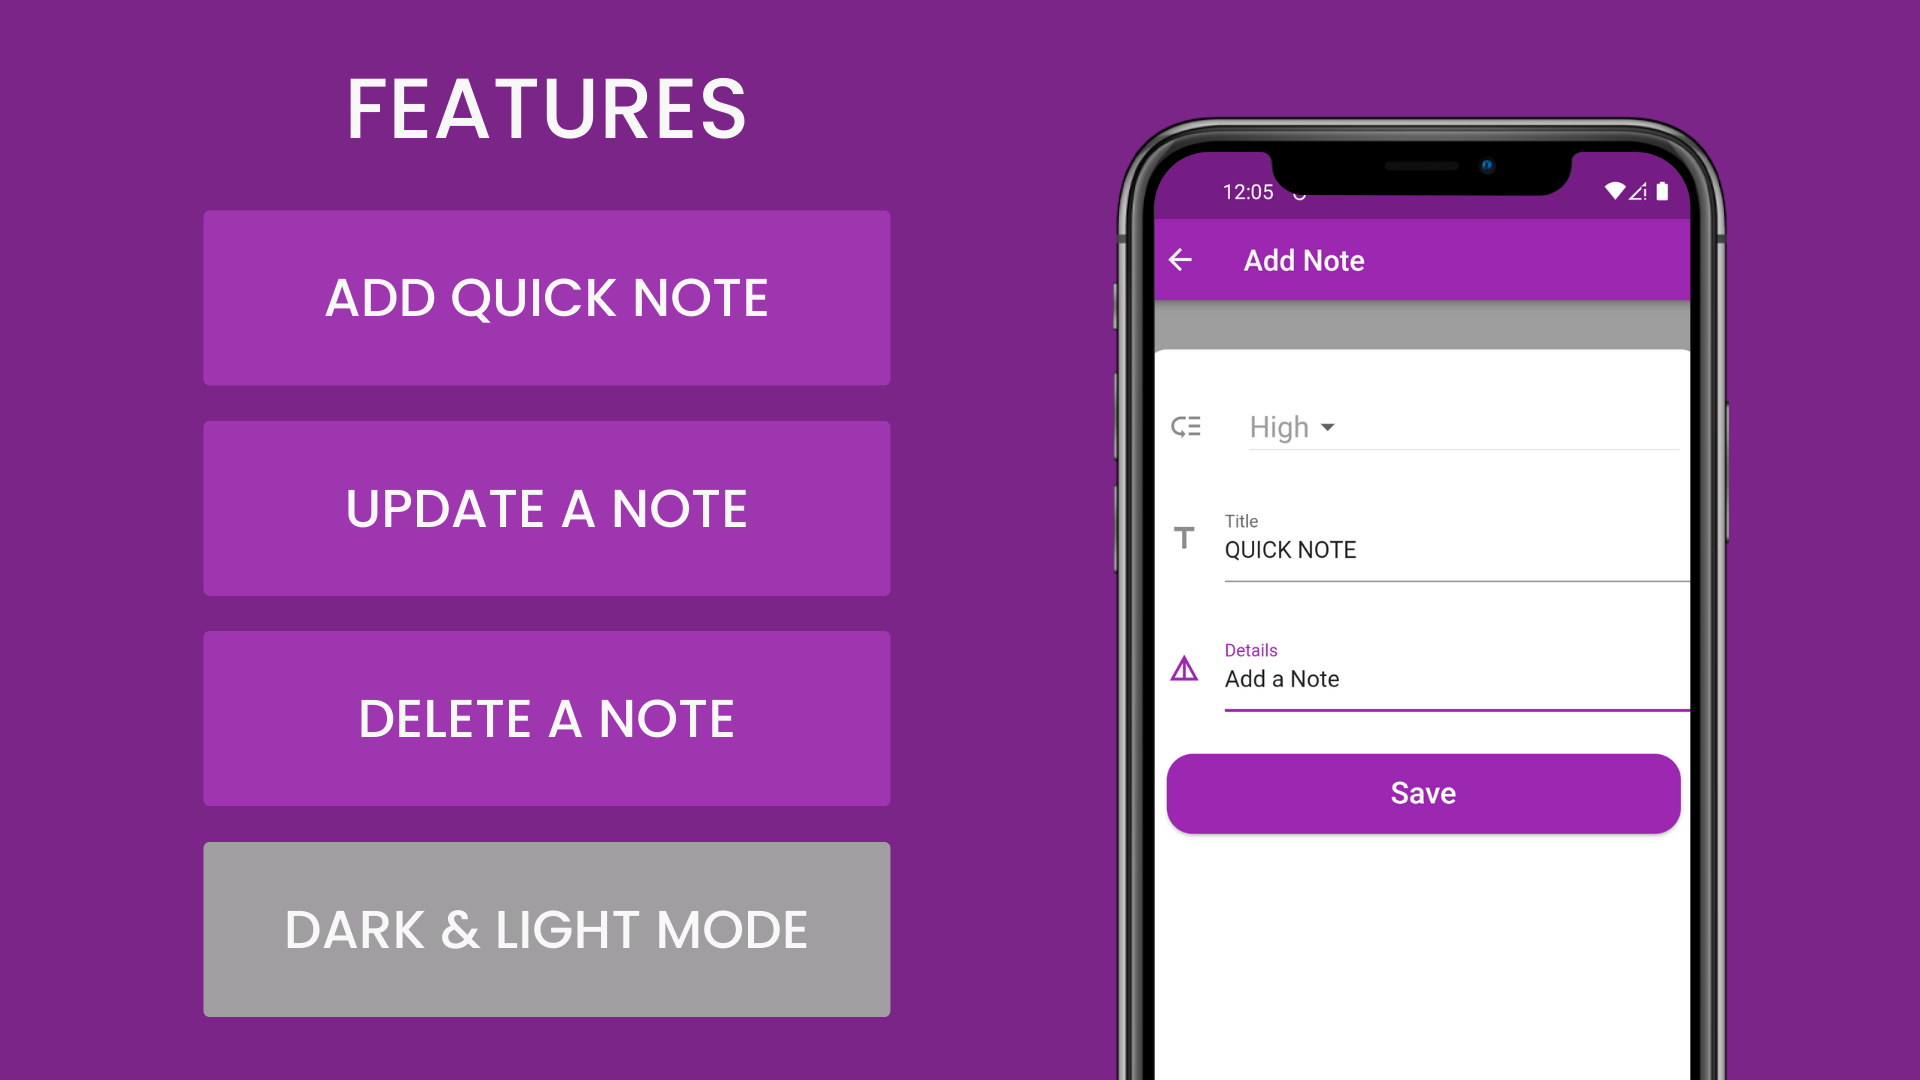 FEATURES
ADD QUICK NOTE
UPDATE A NOTE
DELETE A NOTE
DARK & LIGHT MODE
12:05
Add Note
High
Title
QUICK NOTE
Details
Add a Note
Save